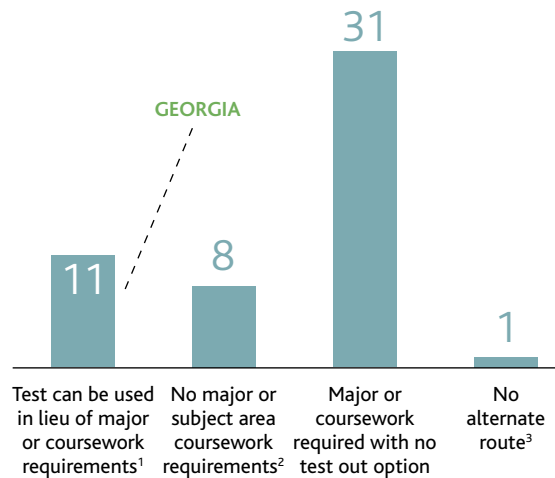 31
GEORGIA
11
8
1
Test can be used
in lieu of major
or coursework
requirements¹
No major or
subject area
coursework
requirements²
Major or
coursework
required with no
test out option
No
alternate
route³